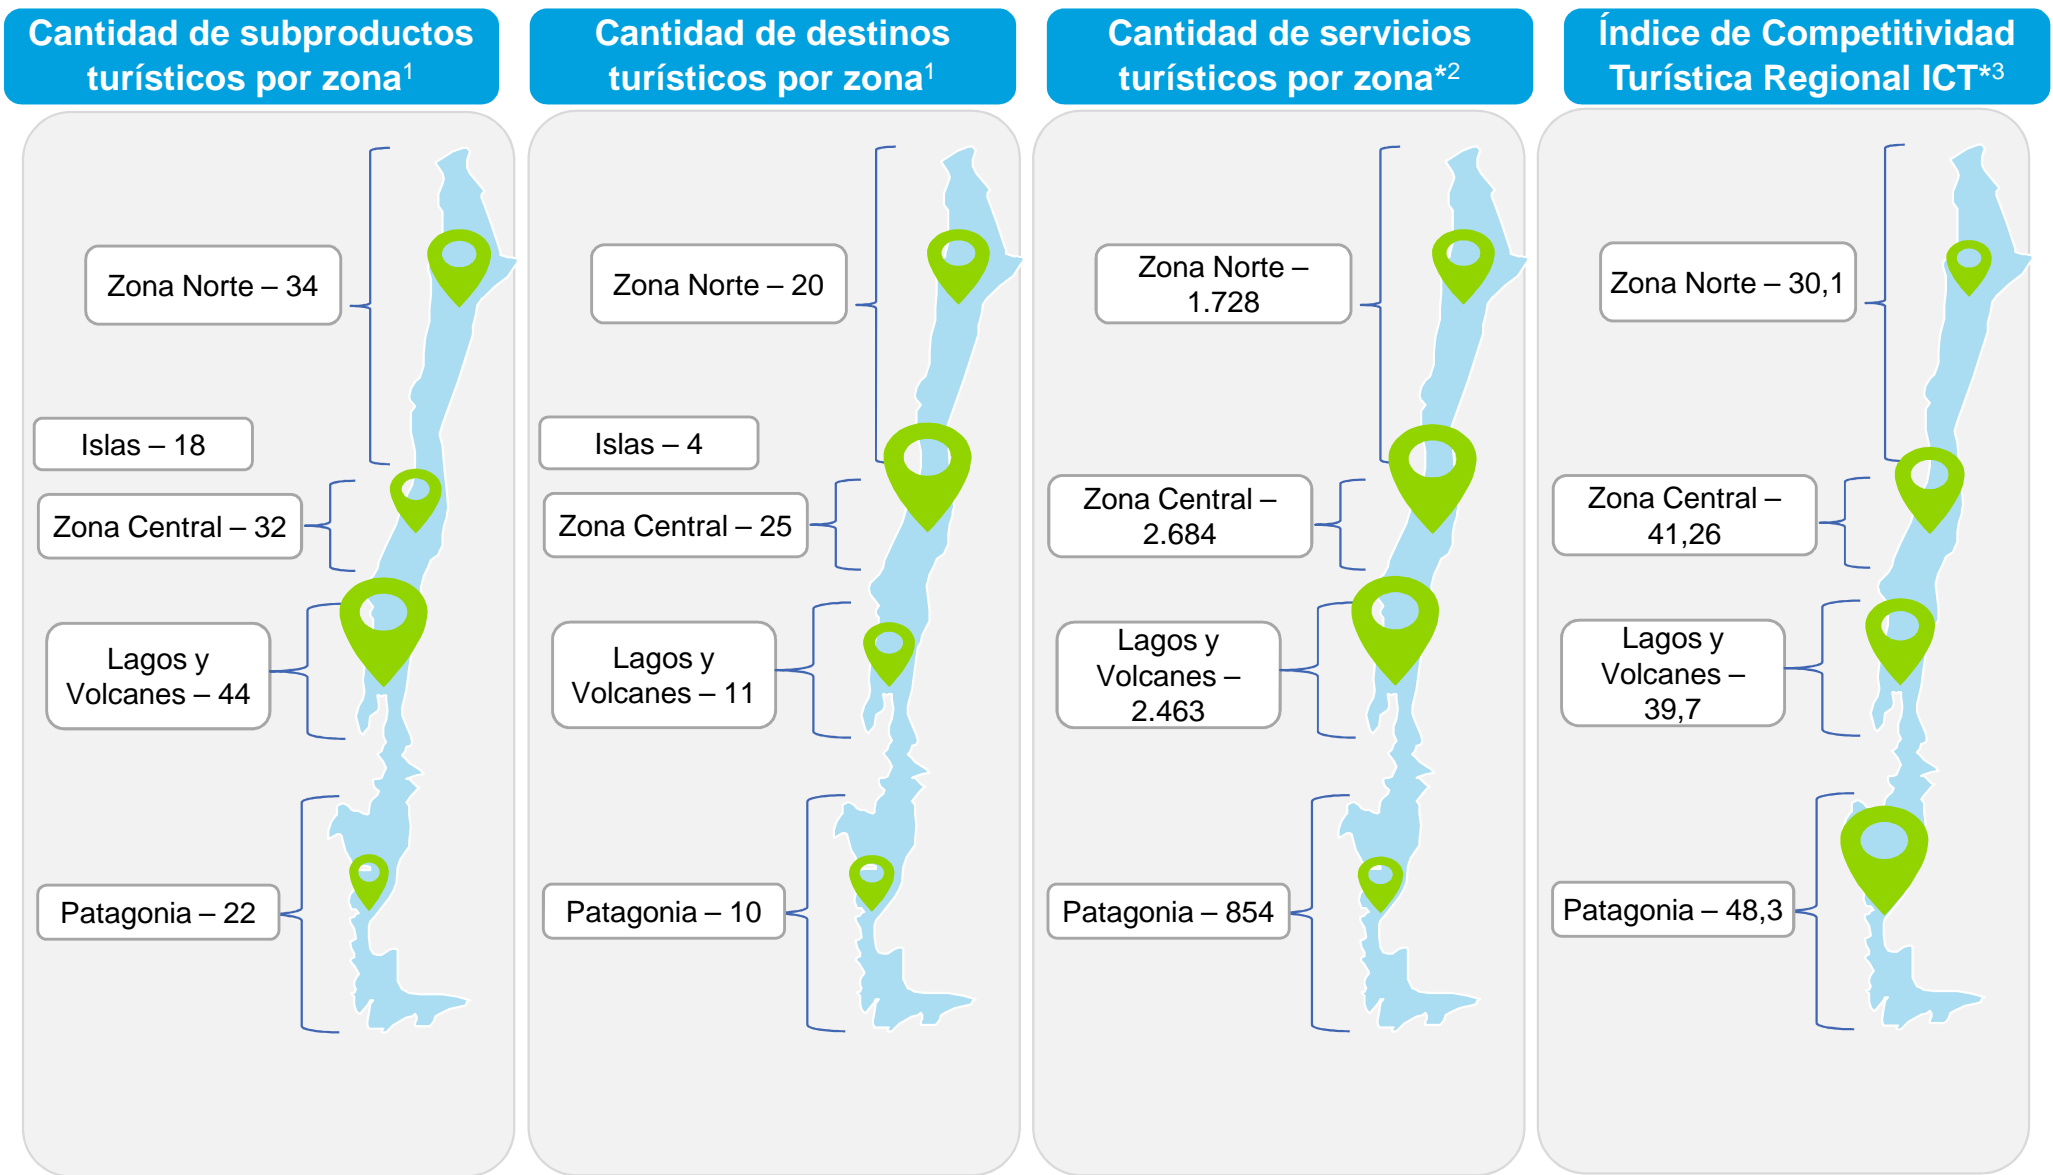 Cantidad de subproductos
turísticos por zona¹
Zona Norte – 34
Islas – 18
Zona Central – 32
Lagos y
Volcanes – 44
Patagonia – 22
Cantidad de destinos
turísticos por zona¹
Zona Norte – 20
Islas – 4
Zona Central – 25
Lagos y
Volcanes – 11
Patagonia – 10
Cantidad de servicios
turísticos por zona*²
Zona Norte –
1.728
Zona Central –
2.684
Lagos y
Volcanes –
2.463
Patagonia – 854
Índice de Competitividad
Turística Regional ICT*³
Zona Norte – 30,1
Zona Central –
41,26
Lagos y
Volcanes –
39,7
Patagonia – 48,3